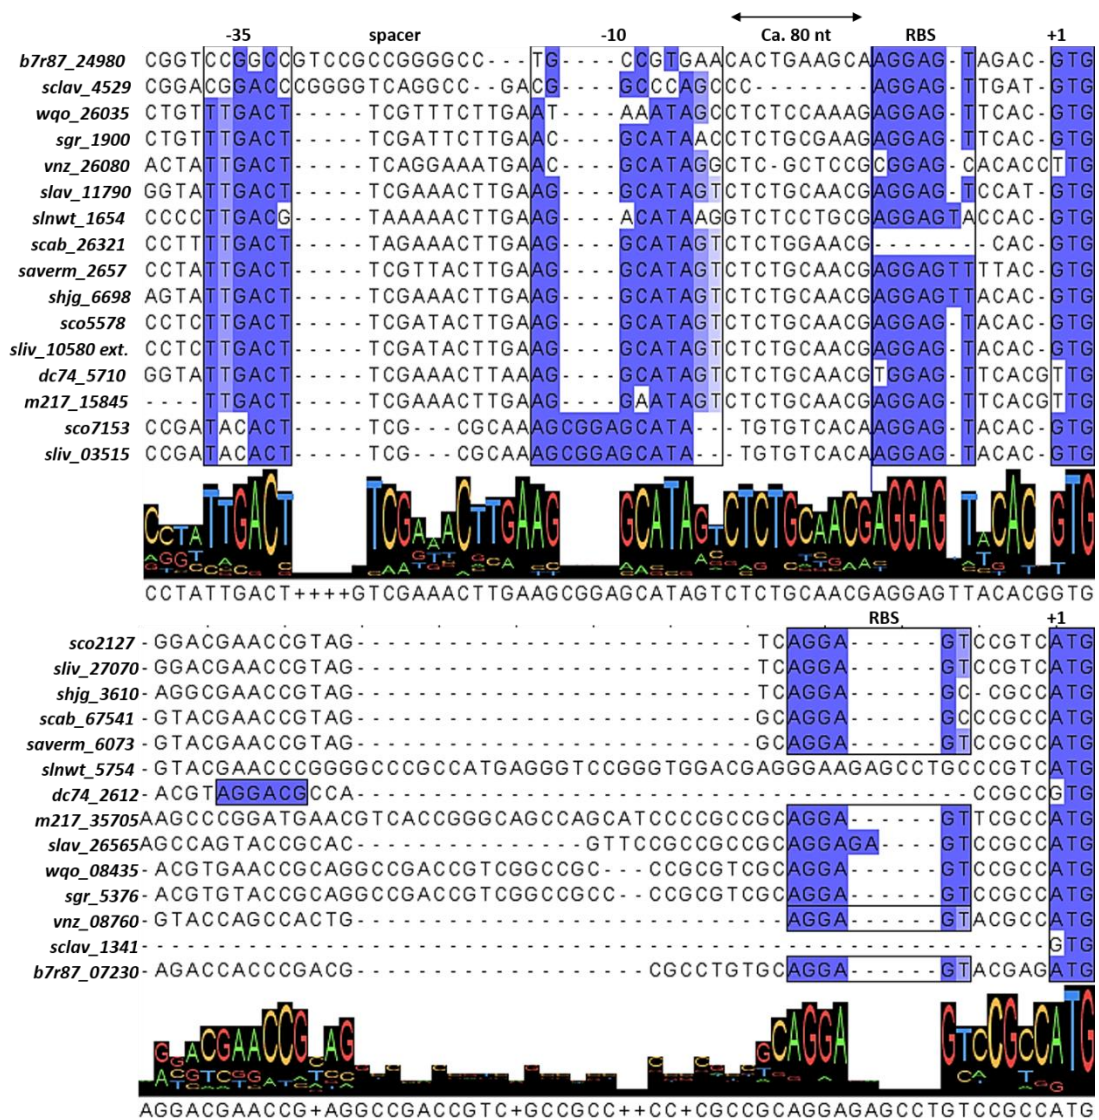 -35 spacer -10 Ca. 80 nt RBS +1
b7r87_24980 CGGTCCGGCCGTCCGCCGGGGCC---TG----CCGTGAACACTGAAGCAAGGAG-TAGAC-GTG
sclav_4529 CGGACGGACCCGGGGTCAGGCC--GACG----GCCCAGCCC--------AGGAG-TTGAT-GTG
wqo_26035 CTGTTTGACT-----TCGTTTCTTGAAT----AAATAGCCTCTCCAAAGAGGAG-TTCAC-GTG
sgr_1900 CTGTTTGACT-----TCGATTCTTGAAC----GCATAACCTCTGCGAAGAGGAG-TTCAC-GTG
vnz_26080 ACTATTGACT-----TCAGGAAATGAAC----GCATAGGCTC-GCTCCGCGGAG-CACACCTTG
slav_11790 GGTATTGACT-----TCGAAACTTGAAG----GCATAGTCTCTGCAACGAGGAG-TCCAT-GTG
slnwt_1654 CCCCTTGACG-----TAAAAACTTGAAG----ACATAAGGTCTCCTGCGAGGAGTACCAC-GTG
scab_26321 CCTTTTGACT-----TAGAAACTTGAAG----GCATAGTCTCTGGAACG--------CAC-GTG
saverm_2657 CCTATTGACT-----TCGTTACTTGAAG----GCATAGTCTCTGCAACGAGGAGTTTTAC-GTG
shjg_6698 AGTATTGACT-----TCGAAACTTGAAG----GCATAGTCTCTGCAACGAGGAGTTACAC-GTG
sco5578 CCTCTTGACT-----TCGATACTTGAAG----GCATAGTCTCTGCAACGAGGAG-TACAC-GTG
sliv_10580 ext. CCTCTTGACT-----TCGATACTTGAAG----GCATAGTCTCTGCAACGAGGAG-TACAC-GTG
dc74_5710 GGTATTGACT-----TCGAAACTTAAAG----GCATAGTCTCTGCAACGTGGAG-TTCACGTTG
m217_15845 ----TTGACT-----TCGAAACTTGAAG----GAATAGTCTCTGCAACGAGGAG-TTCACGTTG
sco7153 CCGATACACT-----TCG---CGCAAAGCGGAGCATA---TGTGTCACAAGGAG-TACAC-GTG
sliv_03515 CCGATACACT-----TCG---CGCAAAGCGGAGCATA---TGTGTCACAAGGAG-TACAC-GTG
CCTATTGACT++++GTCGAAACTTGAAGCGGAGCATAGTCTCTGCAACGAGGAGTTACACGGTG
RBS +1
sco2127 -GGACGAACCGTAG--------------------------TCAGGA------GTCCGTCATG
sliv_27070 -GGACGAACCGTAG--------------------------TCAGGA------GTCCGTCATG
shjg_3610 -AGGCGAACCGTAG--------------------------TCAGGA------GC-CGCCATG
scab_67541 -GTACGAACCGTAG--------------------------GCAGGA------GCCCGCCATG
saverm_6073 -GTACGAACCGTAG--------------------------GCAGGA------GTCCGCCATG
slnwt_5754 -GTACGAACCCGGGGCCCGCCATGAGGGTCCGGGTGGACGAGGGAAGAGCCTGCCCGTCATG
dc74_2612 -ACGTAGGACGCCA----------------------------------------CCGCCGTG
m217_35705 AAGCCCGGATGAACGTCACCGGGCAGCCAGCATCCCCGCCGCAGGA------GTTCGCCATG
slav_26565 AGCCAGTACCGCAC---------------GTTCCGCCGCCGCAGGAGA----GTCCGCCATG
wqo_08435 -ACGTGAACCGCAGGCCGACCGTCGGCCGC---CCGCGTCGCAGGA------GTCCGCCATG
sgr_5376 -ACGTGTACCGCAGGCCGACCGTCGGCCGCC--CCGCGTCGCAGGA------GTCCGCCATG
vnz_08760 -GTACCAGCCACTG----------------------------AGGA------GTACGCCATG
sclav_1341 -----------------------------------------------------------GTG
b7r87_07230 -AGACCACCCGACG-------------------CGCCTGTGCAGGA------GTACGAGATG
AGGACGAACCG+AGGCCGACCGTC+GCCGCC++CC+CGCCGCAGGAGAGCCTGTCCGCCATG